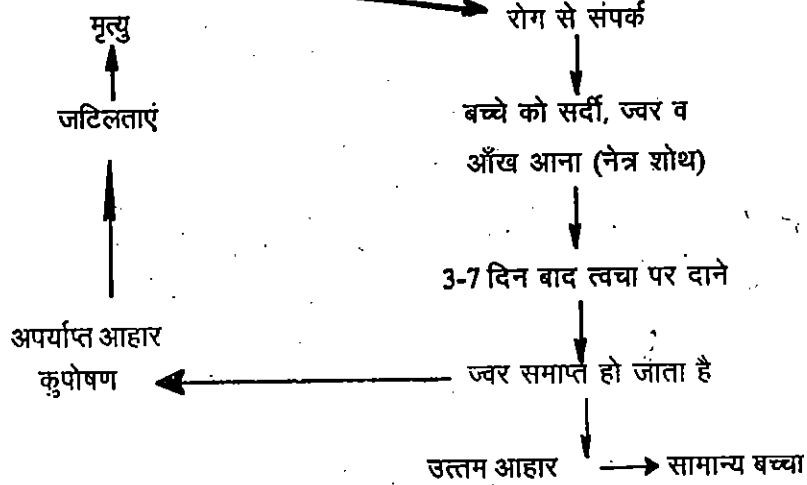 मृत्यु
रोग से संपर्क
जटिलताएं
बच्चे को सर्दी, ज्वर व
आँख आना (नेत्र शोथ)
3-7 दिन बाद त्वचा पर दाने
अपर्याप्त आहार
कुपोषण
ज्वर समाप्त हो जाता है
उत्तम आहार
सामान्य बच्चा